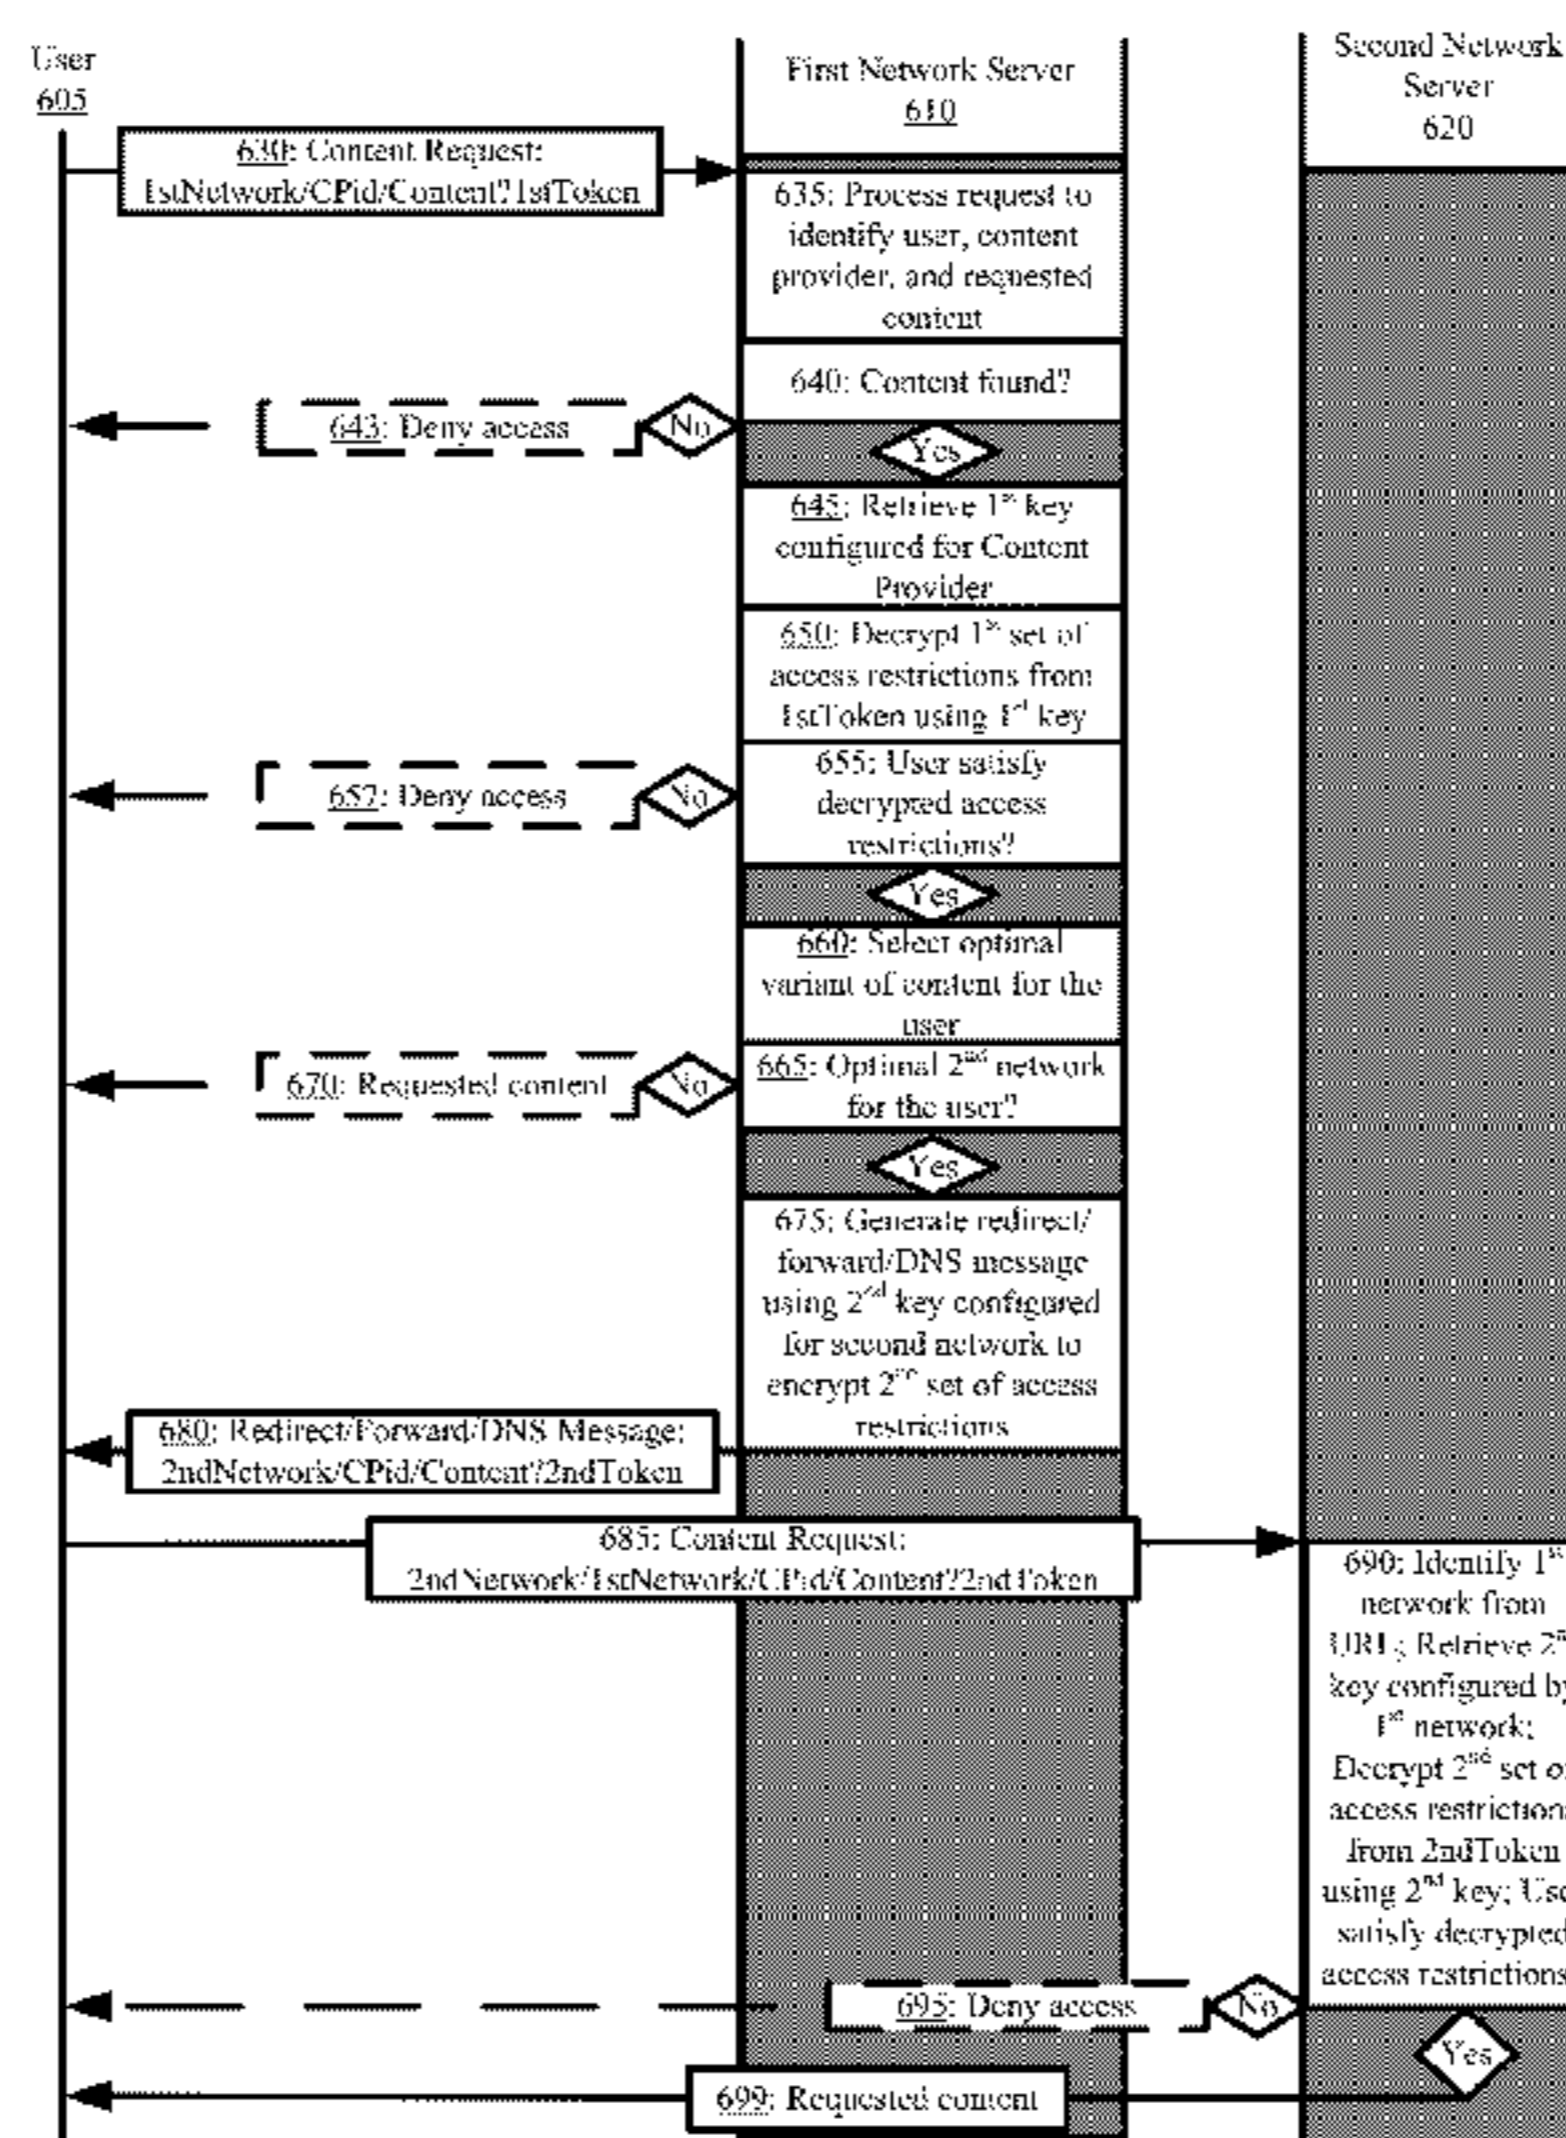 User
605
First Network Server
610
Second Network
Server
620
630: Content Request:
1stNetwork/CPid/Content?1stToken
635: Process request to
identify user, content
provider, and requested
content
640: Content found?
643: Deny access
No
Yes
645: Retrieve 1st key
configured for Content
Provider
650: Decrypt 1st set of
access restrictions from
1stToken using 1st key
655: User satisfy
decrypted access
restrictions?
657: Deny access
No
Yes
660: Select optimal
variant of content for the
user
665: Optimal 2nd network
for the user?
670: Requested content
No
Yes
675: Generate redirect/
forward/DNS message
using 2nd key configured
for second network to
encrypt 2nd set of access
restrictions
680: Redirect/Forward/DNS Message:
2ndNetwork/CPid/Content?2ndToken
685: Content Request:
2ndNetwork/1stNetwork/CPid/Content?2ndToken
690: Identify 1st
network from
URL; Retrieve
key configured
1st network;
Decrypt 2nd set
access restriction
from 2ndToken
using 2nd key;
satisfy decrypted
access restrictions
695: Deny access
No
Yes
699: Requested content